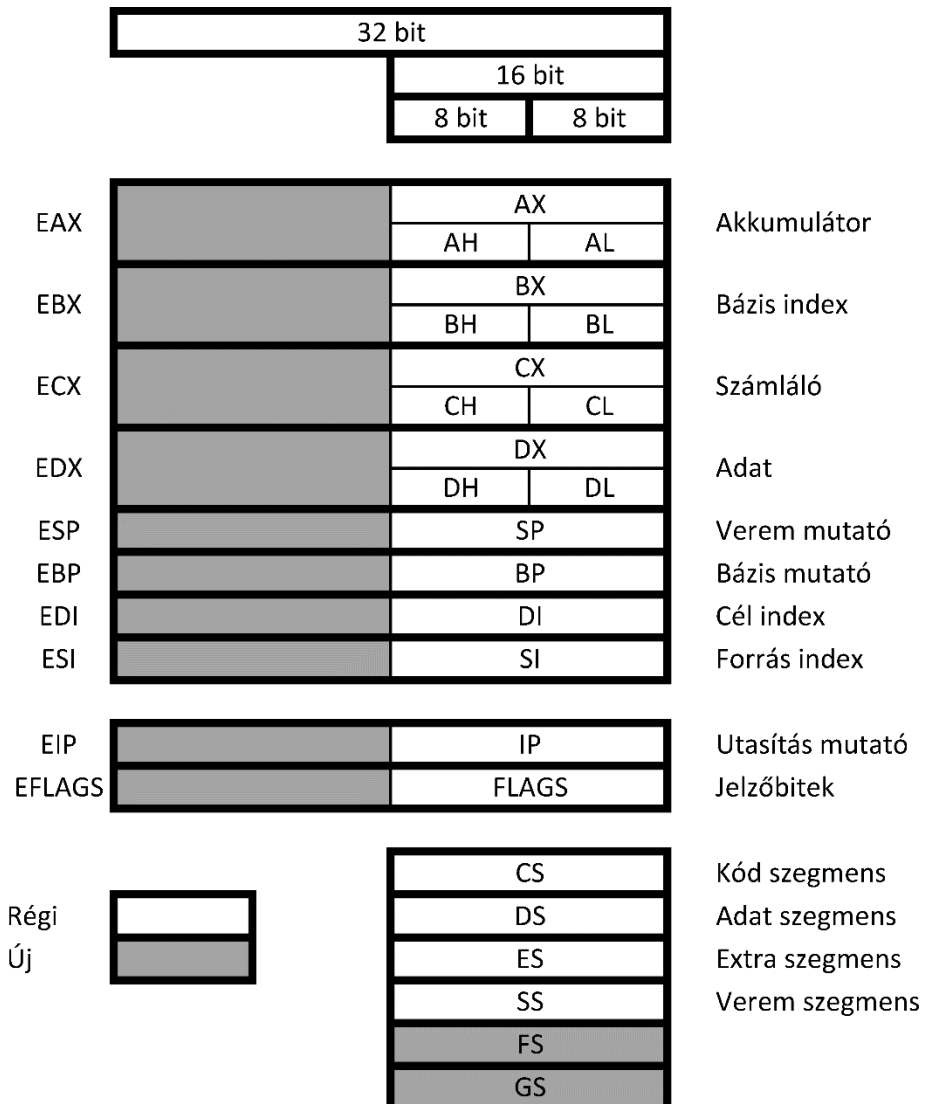 32 bit
16 bit
8 bit 8 bit
EAX AX Akkumulátor
AH AL
EBX BX Bázis index
BH BL
ECX CX Számláló
CH CL
EDX DX Adat
DH DL
ESP SP Verem mutató
EBP BP Bázis mutató
EDI DI Cél index
ESI SI Forrás index
EIP IP Utasítás mutató
EFLAGS FLAGS Jelzőbitek
CS Kód szegmens
Régi DS Adat szegmens
Új ES Extra szegmens
SS Verem szegmens
FS
GS